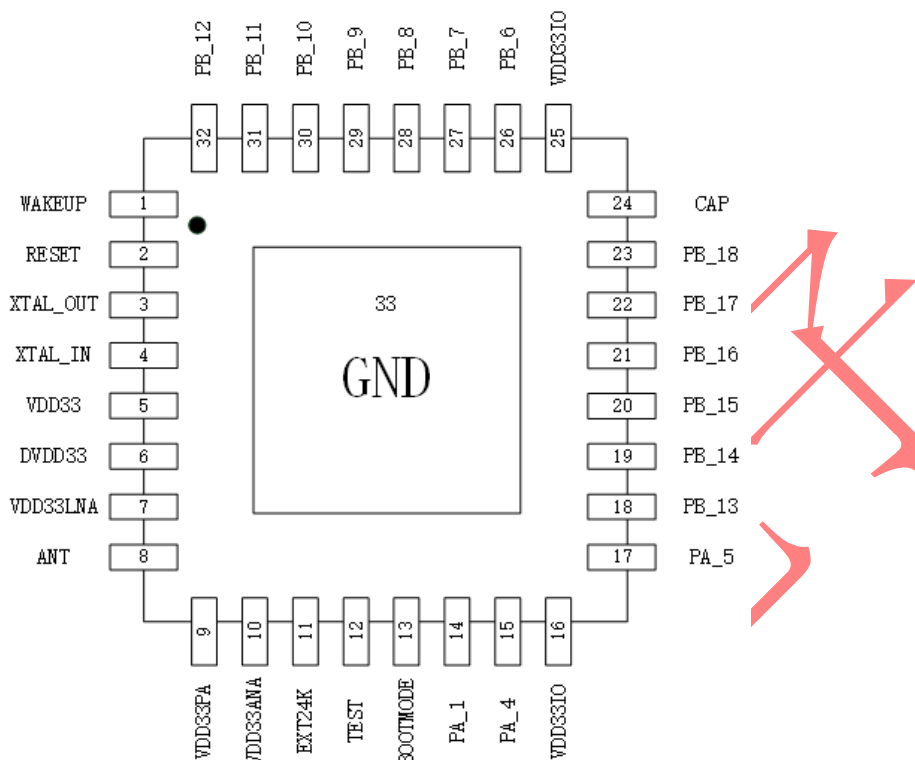 PB_12 PB_11 PB_10 PB_9 PB_8 PB_7 PB_6 VDD33IO
32 31 30 29 28 27 26 25
WAKEUP 1 24 CAP
RESET 2 23 PB_18
XTAL_OUT 3 22 PB_17
XTAL_IN 4 21 PB_16
VDD33 5 20 PB_15
DVDD33 6 19 PB_14
VDD33LNA 7 18 PB_13
ANT 8 17 PA_5
33
GND
9 10 11 12 13 14 15 16
VDD33PA VDD33ANA EXT24K TEST BOOTMODE PA_1 PA_4 VDD33IO